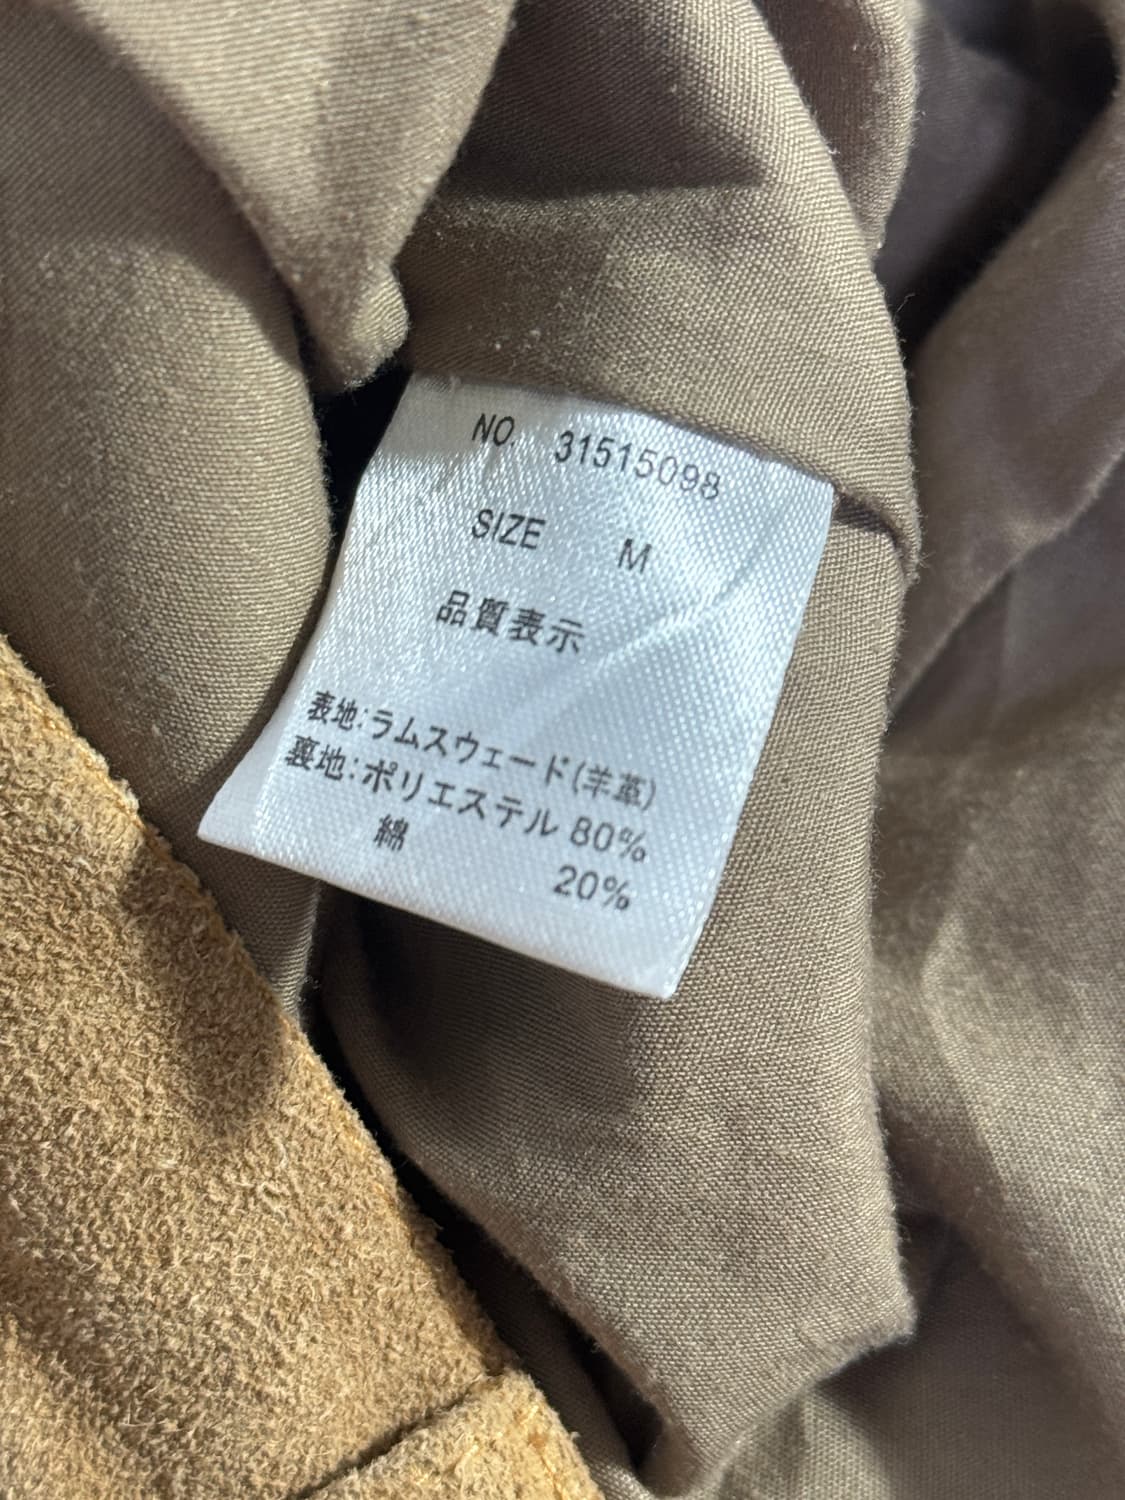 NO 31515098
SIZE M
品質表示
表地:ラムスウェード(羊革)
裏地:ポリエステル 80%
綿 20%